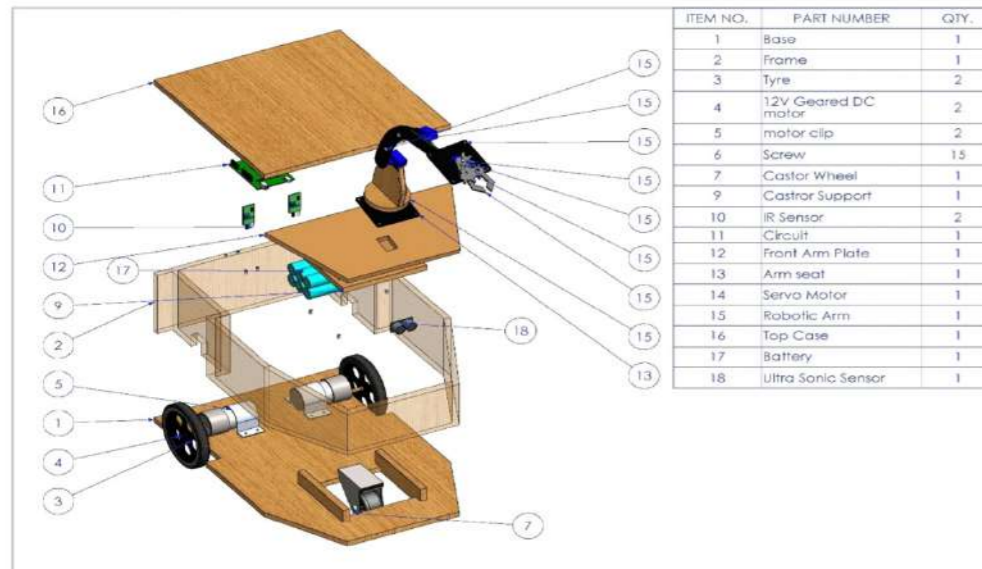 ITEM NO. PART NUMBER QTY.
1 Base 1
2 Frame 1
3 Tyre 2
4 12V Geared DC motor 2
5 motor clip 2
6 Screw 15
7 Castor Wheel 1
9 Castror Support 1
10 IR Sensor 2
11 Circuit 1
12 Front Arm Plate 1
13 Arm seat 1
14 Servo Motor 1
15 Robotic Arm 1
16 Top Case 1
17 Battery 1
18 Ultra Sonic Sensor 1
15
15
16
15
11
15
10
15
12
17
15
9
15
18
2
15
13
5
1
4
3
7